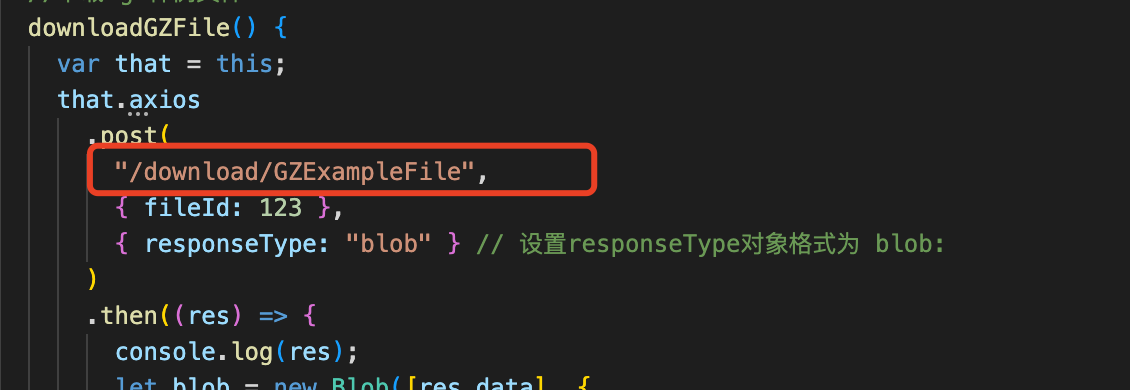 downloadGZFile() {
var that = this;
that.axios
.post(
"/download/GZExampleFile",
{ fileId: 123 },
{ responseType: "blob" } // 设置responseType对象格式为 blob:
)
.then((res) => {
console.log(res);
let blob = new Blob([res.data], {